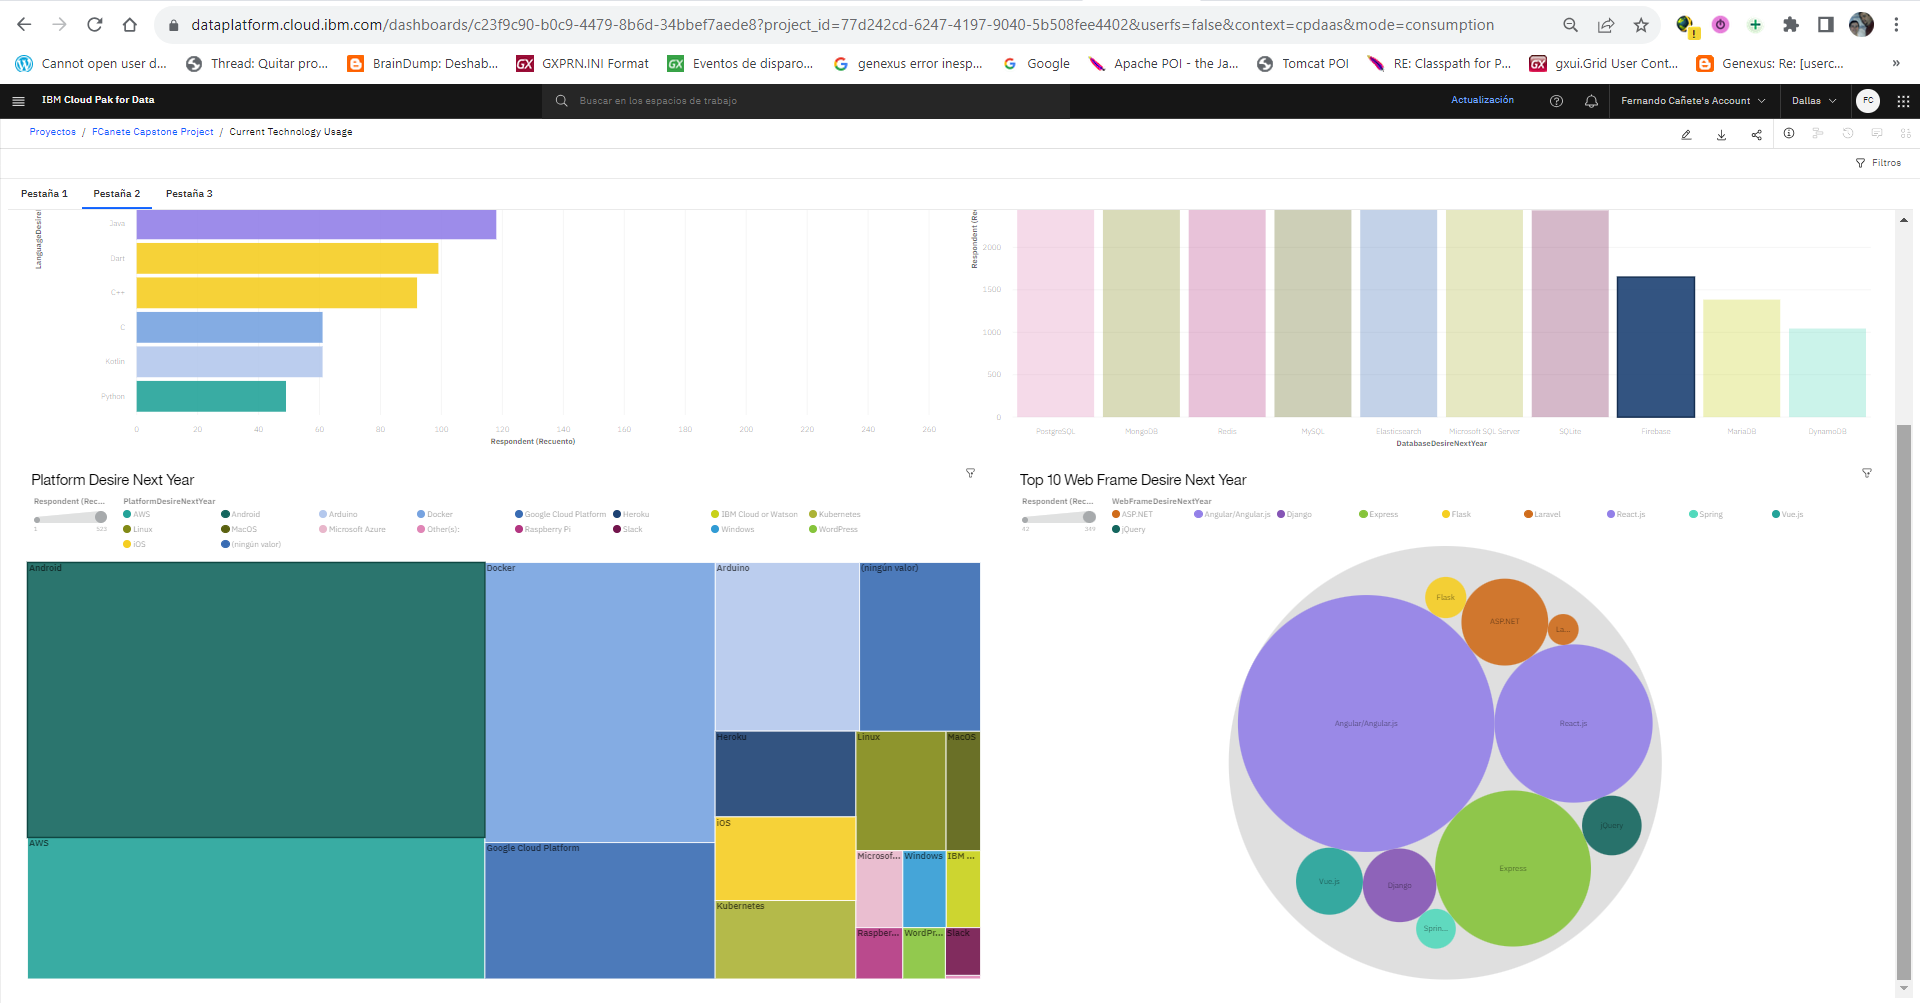 dataplatform.cloud.ibm.com/dashboards/c23f9c90-b0c9-4479-8b6d-34bbef7aede8?project_id=77d242cd-6247-4197-9040-5b508fee4402&userfs=false&context=cpdaas&mode=consumption
Cannot open user d... Thread: Quitar pro... BrainDump: Deshab... GXPRN.INI Format Eventos de disparo... genexus error inesp... Google Apache POI - the Ja... Tomcat POI RE: Classpath for P... gxui.Grid User Cont... Genexus: Re: [userc... »
IBM Cloud Pak for Data Buscar en los espacios de trabajo Actualización Fernando Cañete's Account Dallas FC
Proyectos / FCanete Capstone Project / Current Technology Usage
Filtros
Pestaña 1 Pestaña 2 Pestaña 3
LanguageDesire
Java
Dart
C++
C
Kotlin
Python
0 20 40 60 80 100 120 140 160 180 200 220 240 260
Respondent (Recuento)
Respondent (Re
2000
1500
1000
500
0
PostgreSQL MongoDB Redis MySQL Elasticsearch Microsoft SQL Server SQLite Firebase MariaDB DynamoDB
DatabaseDesireNextYear
Platform Desire Next Year
Respondent (Rec... PlatformDesireNextYear
1 522
AWS Android Arduino Docker Google Cloud Platform Heroku IBM Cloud or Watson Kubernetes
Linux MacOS Microsoft Azure Other(s): Raspberry Pi Slack Windows WordPress
iOS (ningún valor)
Android Docker Arduino (ningún valor)
Heroku Linux MacOS
iOS
AWS Google Cloud Platform Microsof... Windows IBM ...
Kubernetes Raspber... WordPr... Slack
Top 10 Web Frame Desire Next Year
Respondent (Rec... WebFrameDesireNextYear
42 349
ASP.NET Angular/Angular.js Django Express Flask Laravel React.js Spring Vue.js
jQuery
Flask
ASP.NET
La...
Angular/Angular.js
React.js
jQuery
Express
Vue.js
Django
Sprin...